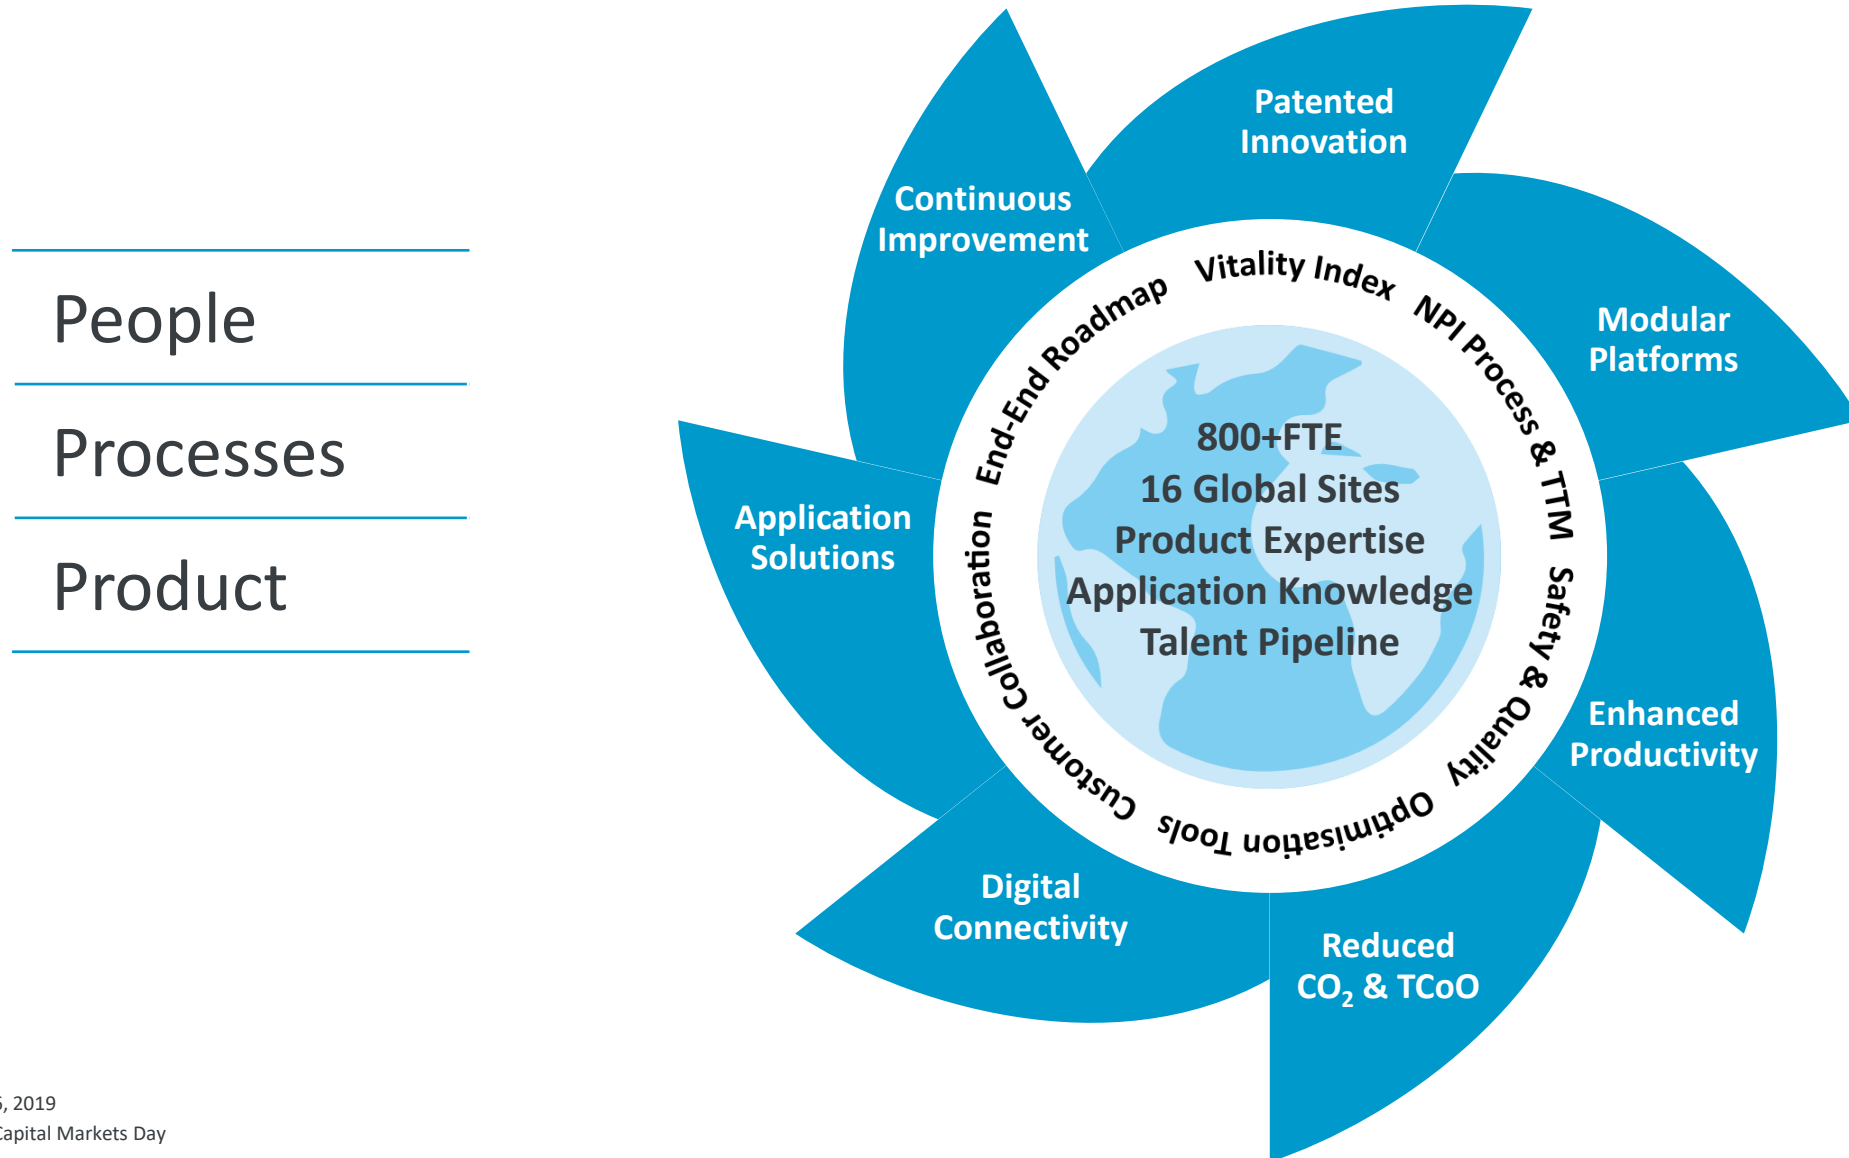 People
Processes
Product
Patented
Innovation
Modular
Platforms
Enhanced
Productivity
Reduced
CO₂ & TCoO
Digital
Connectivity
Application
Solutions
Continuous
Improvement
Vitality Index
NPI Process & TTM
Safety & Quality
Optimisation Tools
Customer Collaboration
End-End Roadmap
800+FTE
16 Global Sites
Product Expertise
Application Knowledge
Talent Pipeline
, 2019
Capital Markets Day